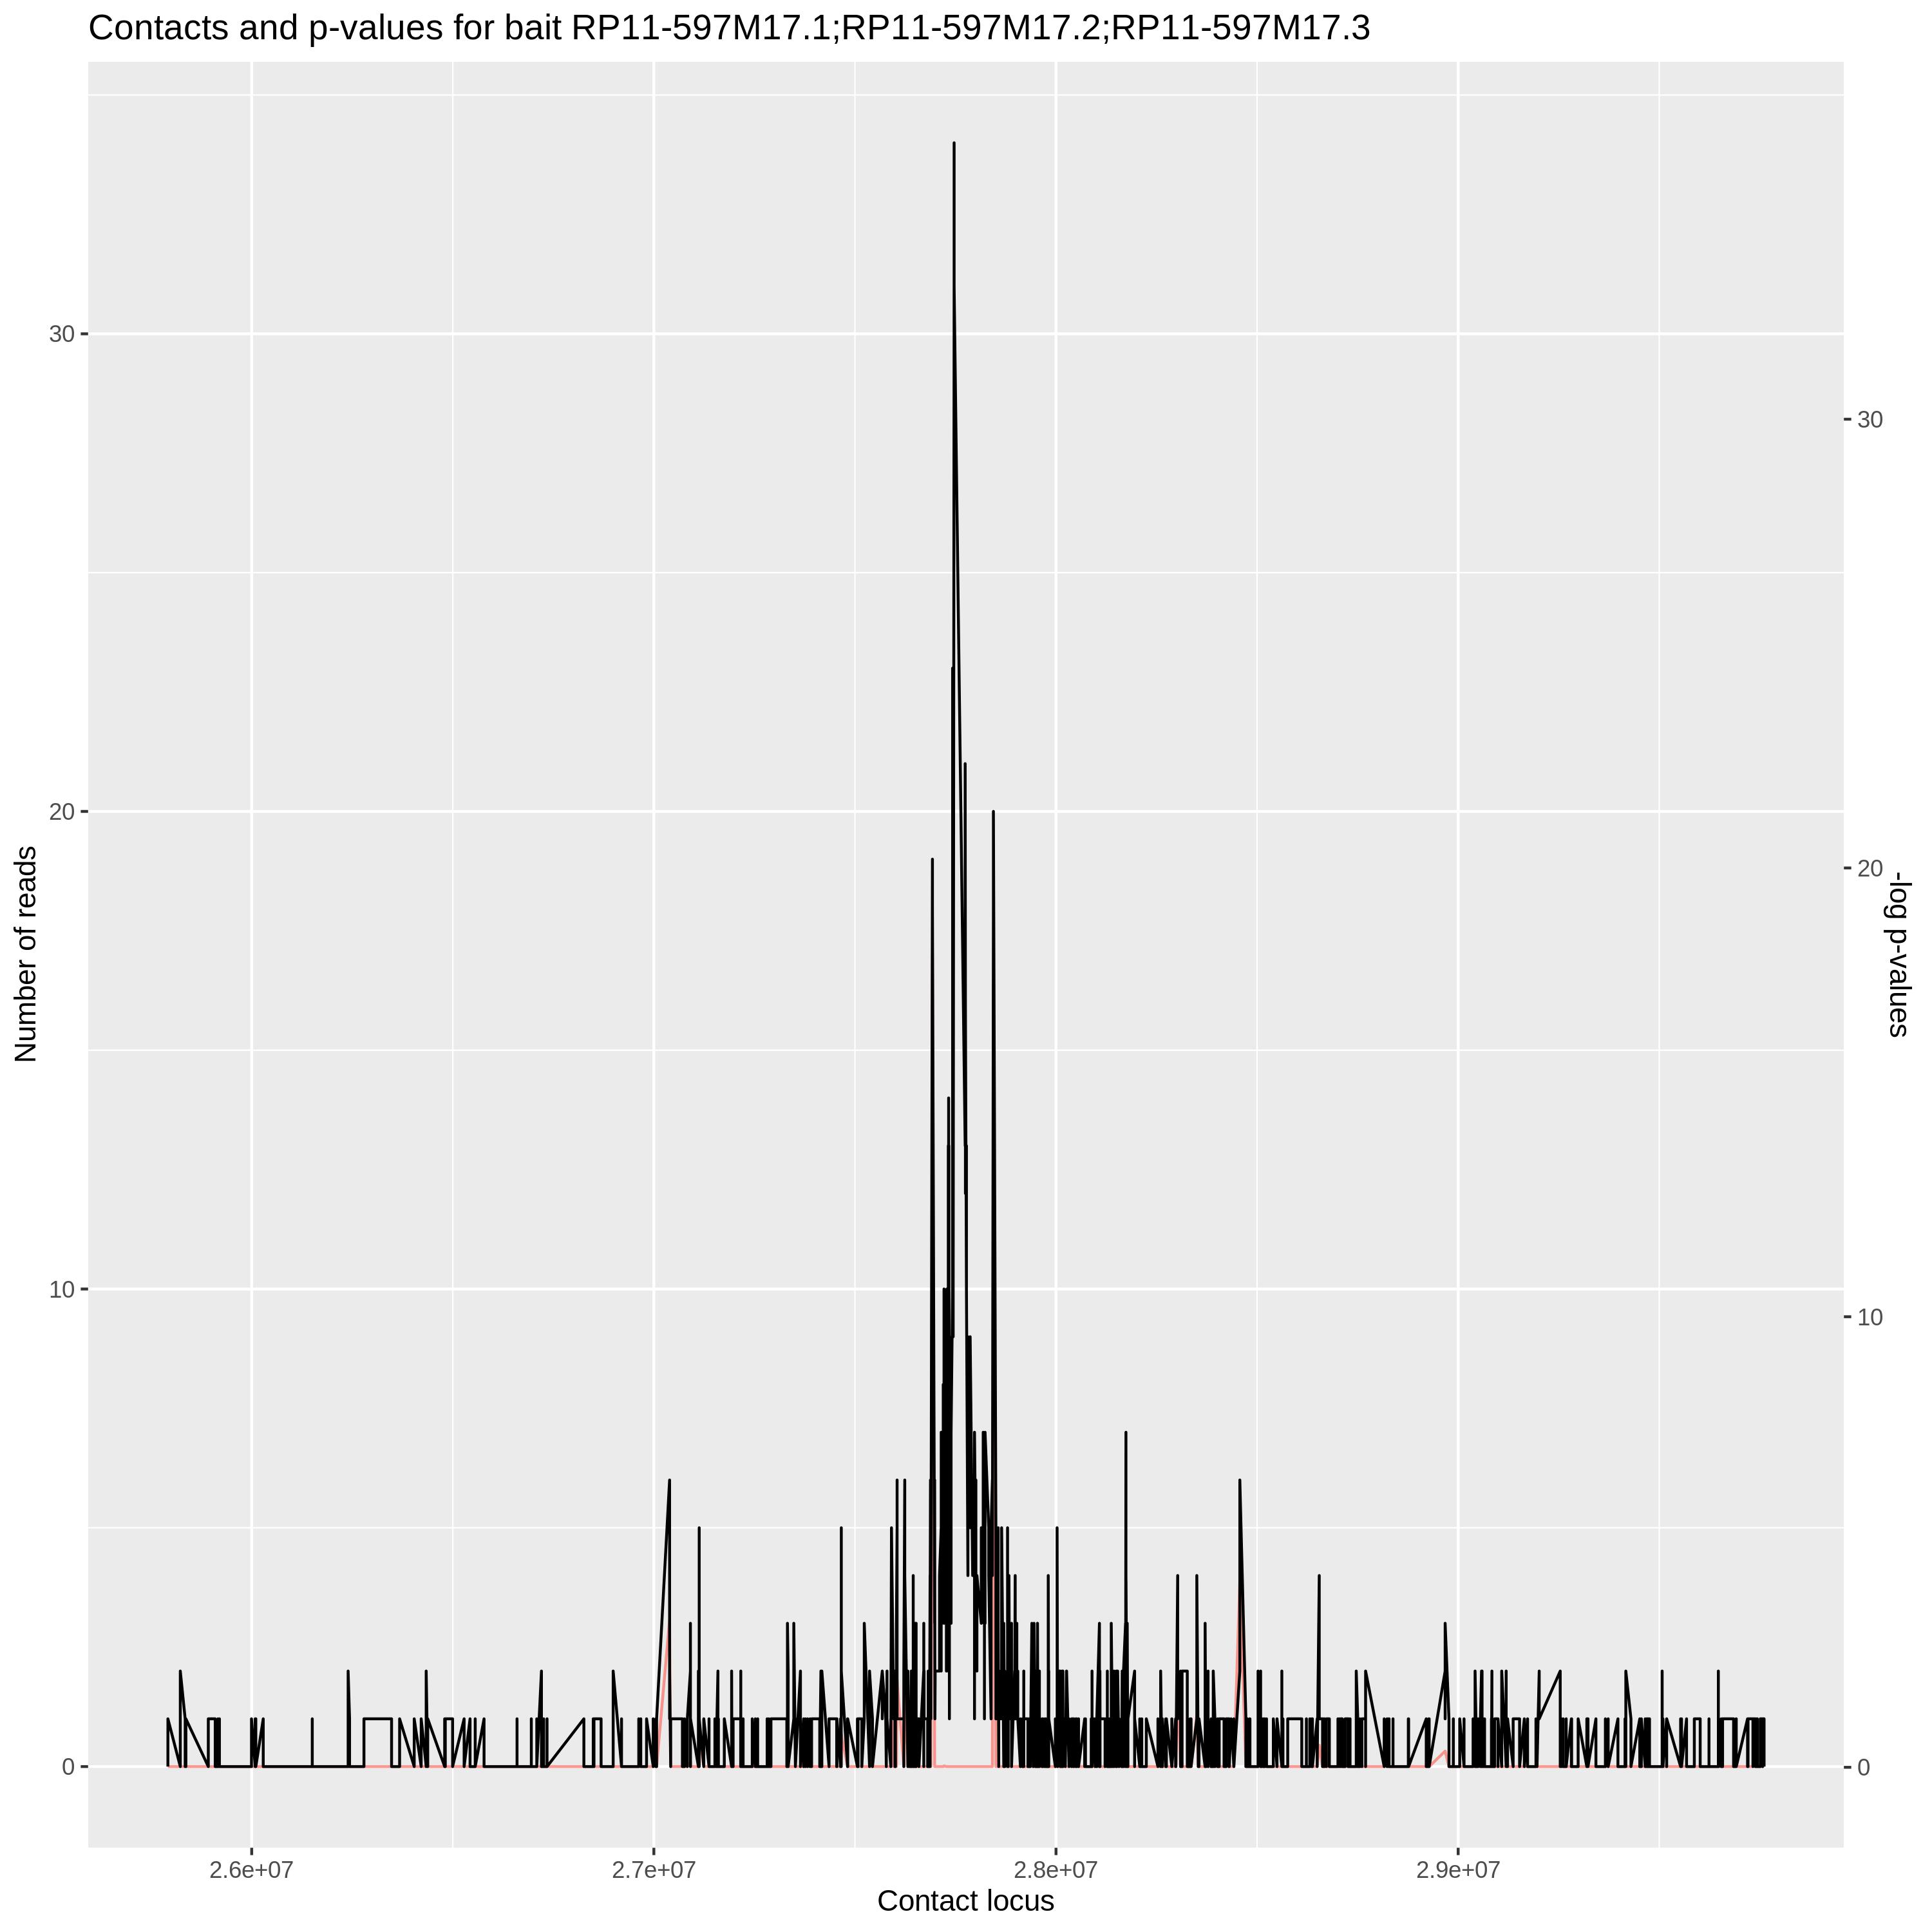 Contacts and p-values for bait RP11-597M17.1;RP11-597M17.2;RP11-597M17.3
30
20
10
0
Number of reads
30
20
10
0
-log p-values
2.6e+07 2.7e+07 2.8e+07 2.9e+07
Contact locus